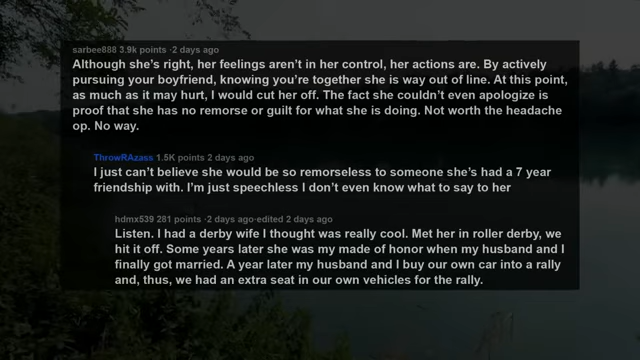 sarbee888 3.9k points ·2 days ago
Although she's right, her feelings aren't in her control, her actions are. By actively
pursuing your boyfriend, knowing you're together she is way out of line. At this point,
as much as it may hurt, I would cut her off. The fact she couldn't even apologize is
proof that she has no remorse or guilt for what she is doing. Not worth the headache
op. No way.
ThrowRAzass 1.5K points 2 days ago
I just can't believe she would be so remorseless to someone she's had a 7 year
friendship with. I'm just speechless I don't even know what to say to her
hdmx539 281 points ·2 days ago·edited 2 days ago
Listen. I had a derby wife I thought was really cool. Met her in roller derby, we
hit it off. Some years later she was my made of honor when my husband and I
finally got married. A year later my husband and I buy our own car into a rally
and, thus, we had an extra seat in our own vehicles for the rally.